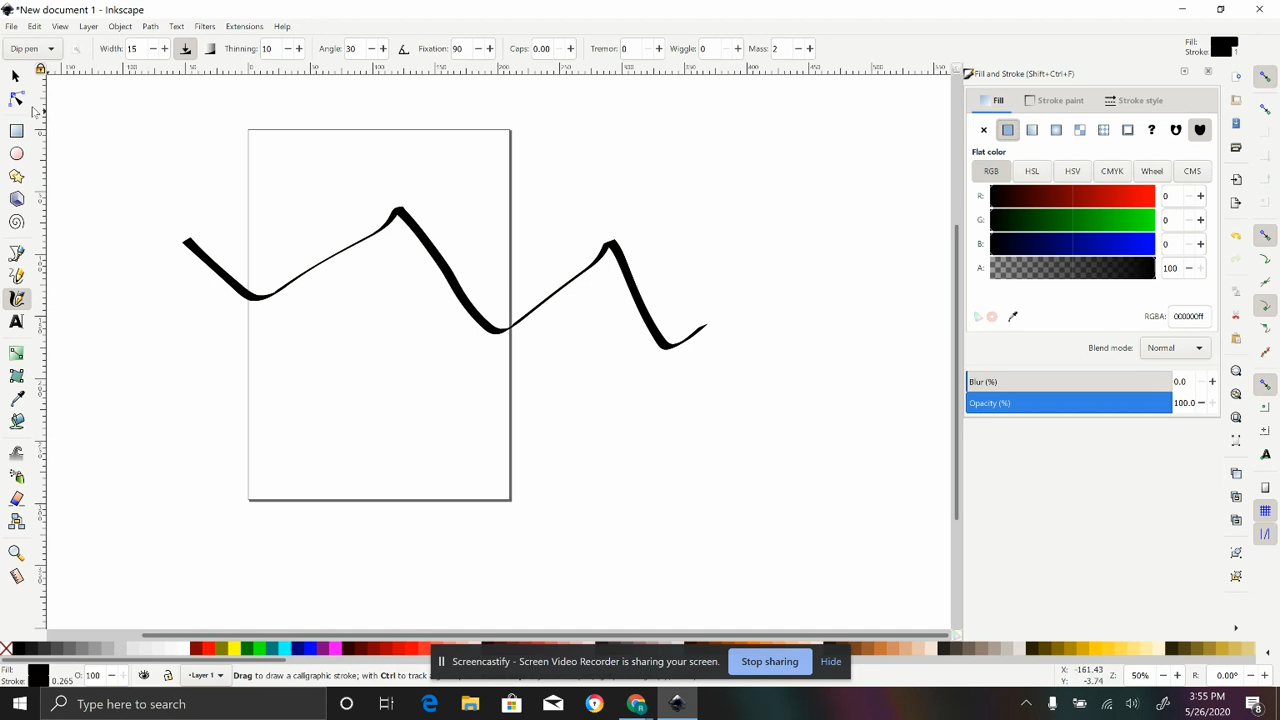 *New document 1 - Inkscape
File Edit View Layer Object Path Text Filters Extensions Help
Dip pen Width: 15 Thinning: 10 Angle: 30 Fixation: 90 Caps: 0.00 Tremor: 0 Wiggle: 0 Mass: 2 Fill: Stroke: 1
Fill and Stroke (Shift+Ctrl+F)
Fill Stroke paint Stroke style
?
Flat color
RGB HSL HSV CMYK Wheel CMS
R: 0
G: 0
B: 0
A: 100
RGBA: 000000ff
Blend mode: Normal
Blur (%) 0.0
Opacity (%) 100.0
Screencastify - Screen Video Recorder is sharing your screen. Stop sharing Hide
Fill: Stroke: 0.265 O: 100 Layer 1 Drag to draw a calligraphic stroke; with Ctrl to track a X: -161.43 Y: -3.74 Z: 50% R: 0.00°
Type here to search
3:55 PM
5/26/2020
8